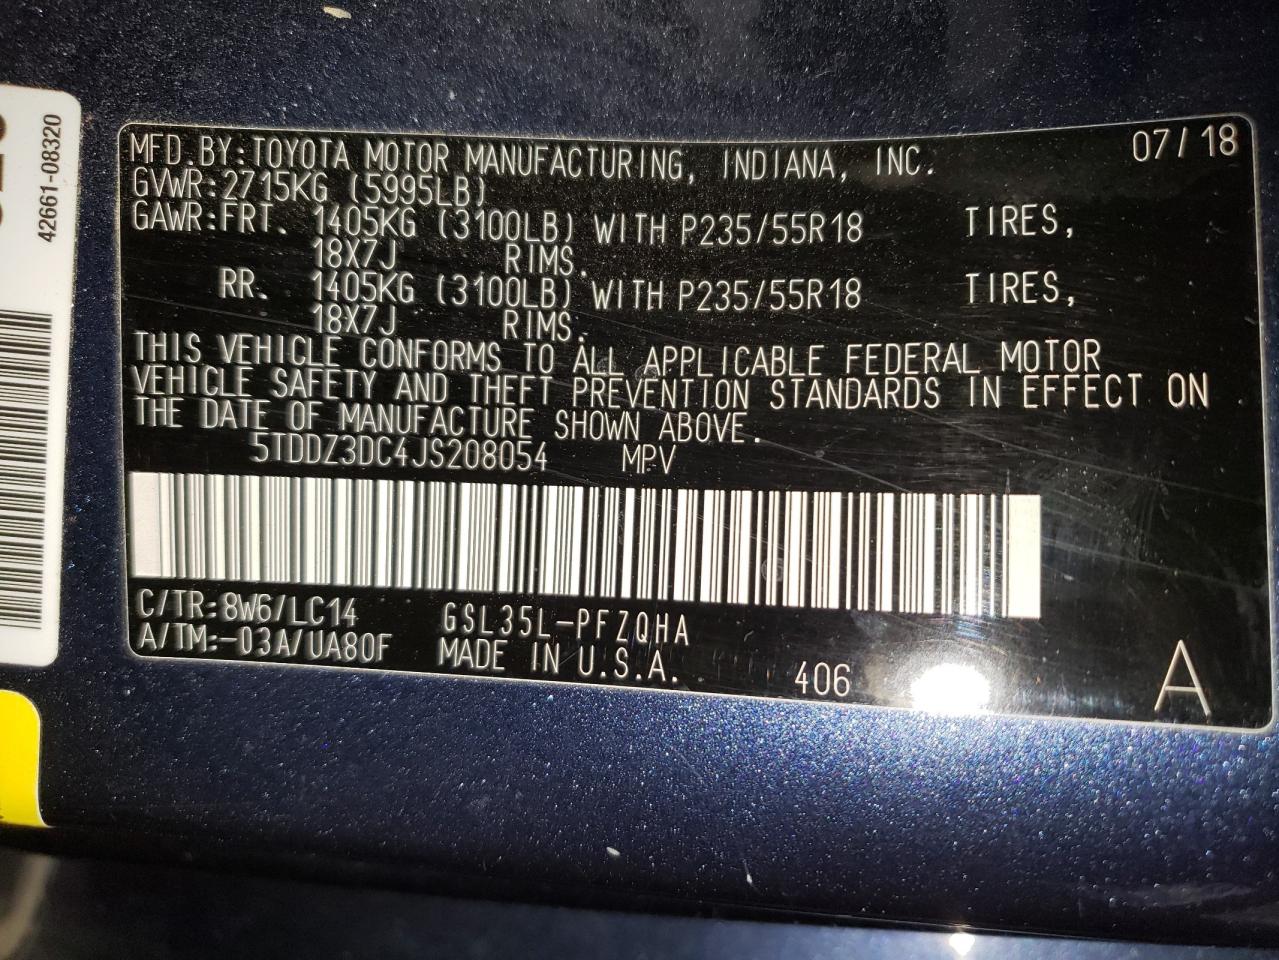 42661-08320
MFD.BY:TOYOTA MOTOR MANUFACTURING, INDIANA, INC. 07/18
GVWR:2715KG (5995LB)
GAWR:FRT. 1405KG (3100LB) WITH P235/55R18 TIRES,
18X7J RIMS.
RR. 1405KG (3100LB) WITH P235/55R18 TIRES,
18X7J RIMS.
THIS VEHICLE CONFORMS TO ALL APPLICABLE FEDERAL MOTOR
VEHICLE SAFETY AND THEFT PREVENTION STANDARDS IN EFFECT ON
THE DATE OF MANUFACTURE SHOWN ABOVE.
5TDDZ3DC4JS208054 MPV
C/TR:8W6/LC14 GSL35L-PFZQHA
A/TM:-03A/UA80F MADE IN U.S.A. 406 A